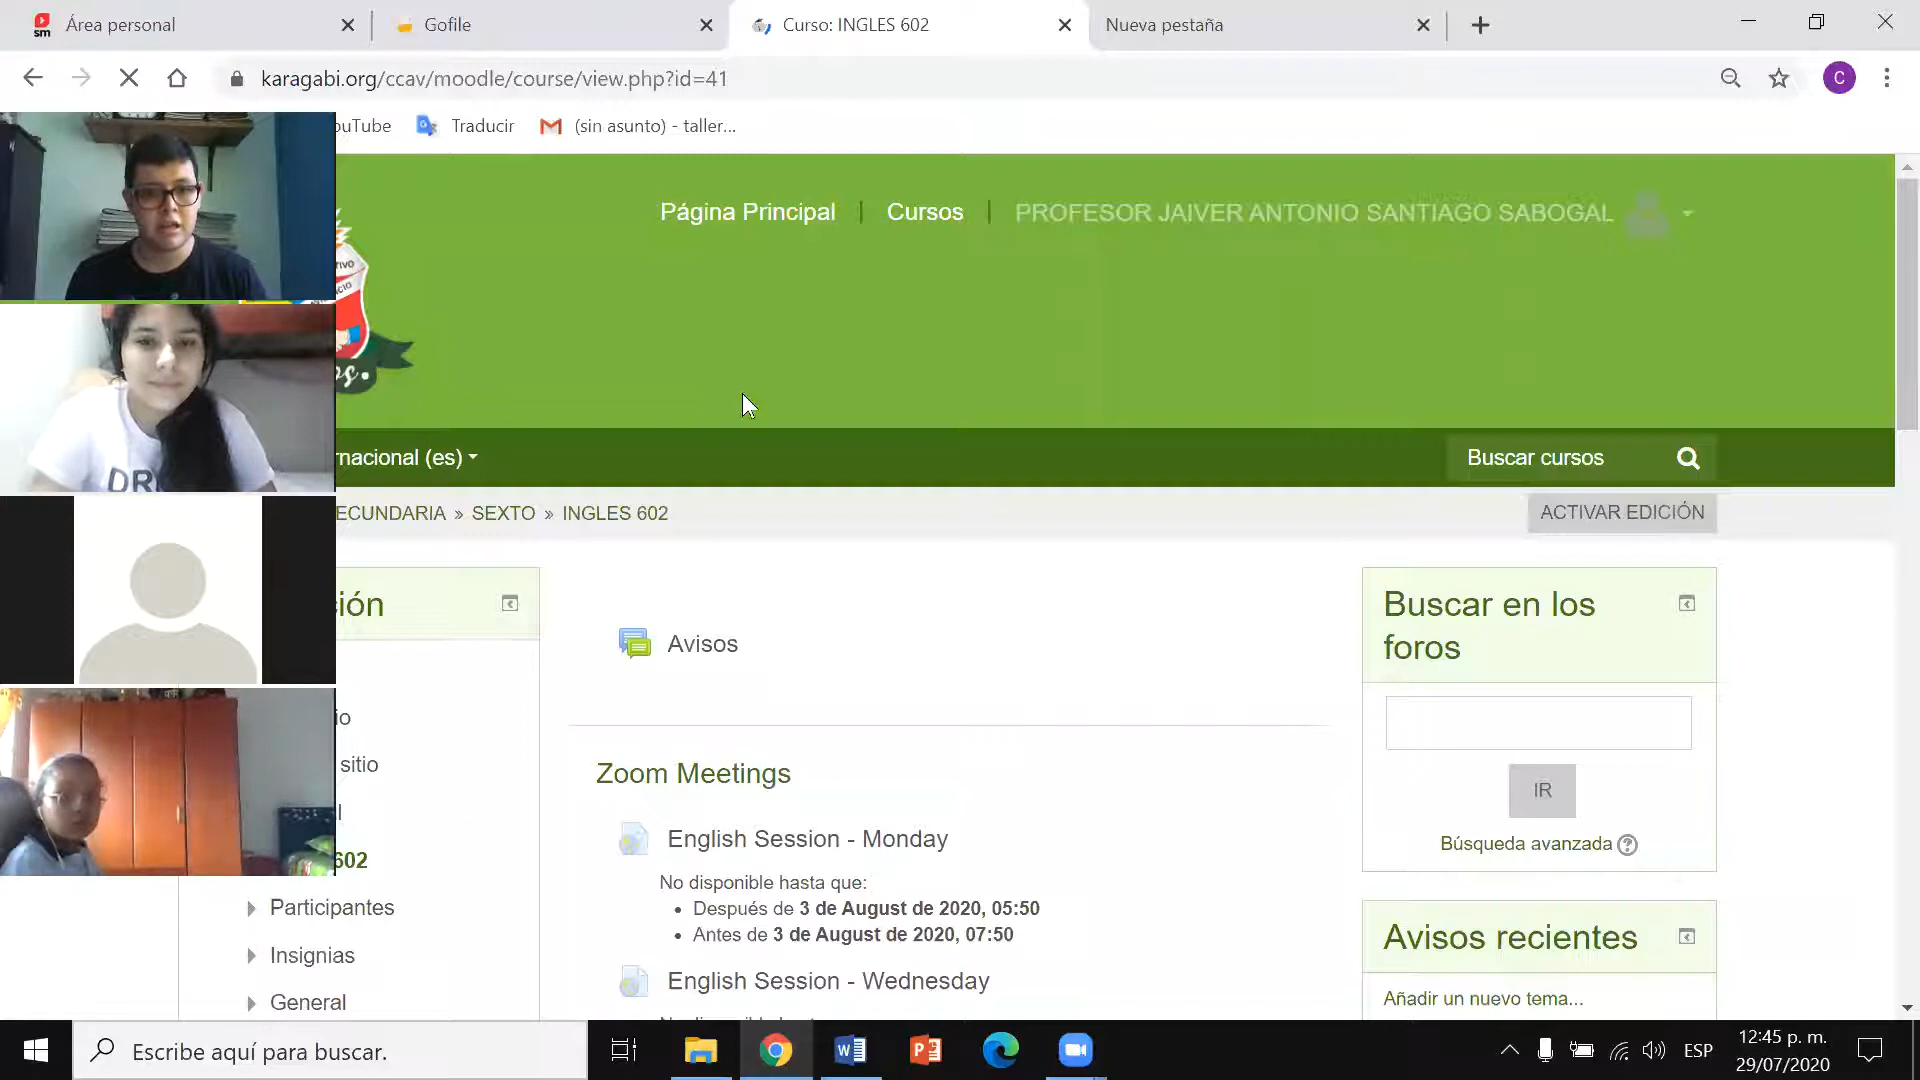 Área personal
Gofile
Curso: INGLES 602
Nueva pestaña
karagabi.org/ccav/moodle/course/view.php?id=41
C
ouTube
Traducir
(sin asunto) - taller...
Página Principal
Cursos
PROFESOR JAIVER ANTONIO SANTIAGO SABOGAL
rnacional (es)
Buscar cursos
ECUNDARIA » SEXTO » INGLES 602
ACTIVAR EDICIÓN
ión
io
sitio
602
Participantes
Insignias
General
Avisos
Zoom Meetings
English Session - Monday
No disponible hasta que:
• Después de 3 de August de 2020, 05:50
• Antes de 3 de August de 2020, 07:50
English Session - Wednesday
Buscar en los
foros
IR
Búsqueda avanzada
Avisos recientes
Añadir un nuevo tema...
Escribe aquí para buscar.
ESP
12:45 p. m.
29/07/2020